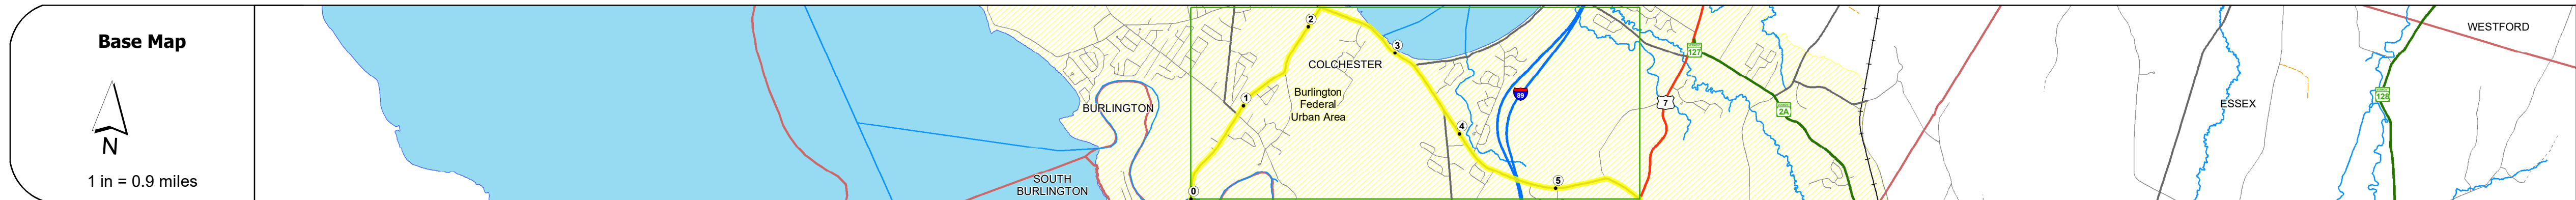 Base Map
N
1 in = 0.9 miles
BURLINGTON
SOUTH
BURLINGTON
0
1
2
3
4
5
COLCHESTER
Burlington
Federal
Urban Area
89
7
127
2A
ESSEX
128
WESTFORD